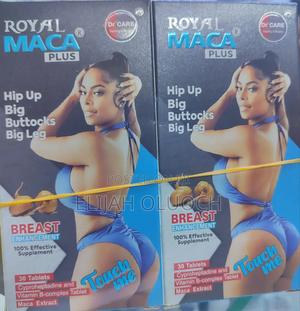 ROYAL
MACA®
PLUS
Dr CARE
Hip Up
Big
Buttocks
Big Leg
BREAST
ENHANCEMENT
100% Effective
Supplement
30 Tablets
Cyproheptadine and
Vitamin B-complex Tablet
Maca Extract
Touch
me
ROYAL
MACA®
PLUS
Dr CARE
Hip Up
Big
Buttocks
Big Leg
BREAST
ENHANCEMENT
100% Effective
Supplement
30 Tablets
Cyproheptadine and
Vitamin B-complex Tablet
Maca Extract
Touch
me
ELIJAH OLUOCH